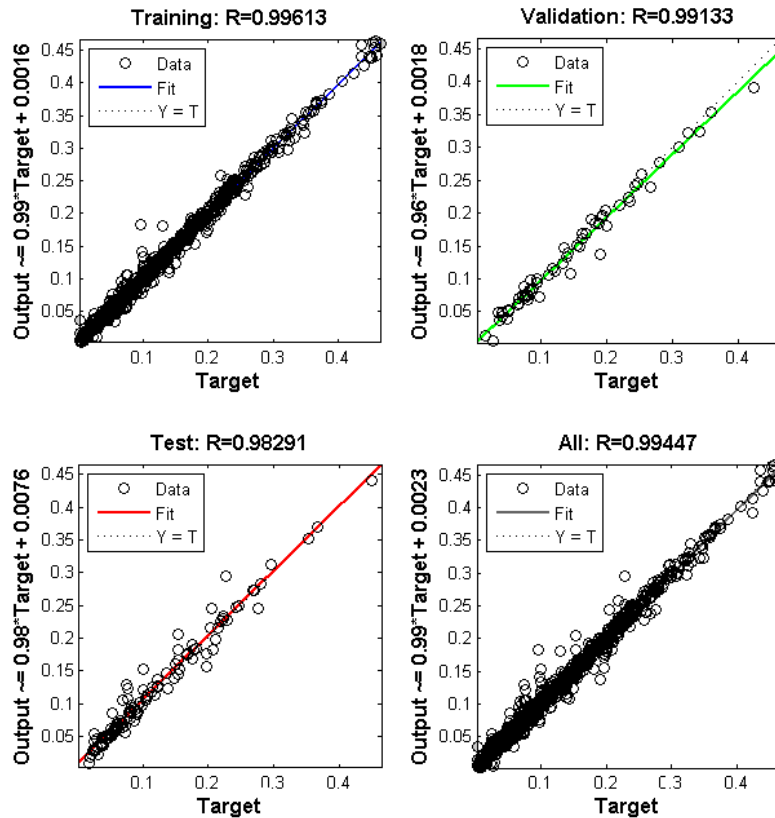 Training: R=0.99613
Output ~= 0.99*Target + 0.0016
0.45
0.4
0.35
0.3
0.25
0.2
0.15
0.1
0.05
Data
Fit
Y = T
0.1
0.2
0.3
0.4
Target
Validation: R=0.99133
Output ~= 0.96*Target + 0.0018
0.45
0.4
0.35
0.3
0.25
0.2
0.15
0.1
0.05
Data
Fit
Y = T
0.1
0.2
0.3
0.4
Target
Test: R=0.98291
Output ~= 0.98*Target + 0.0076
0.45
0.4
0.35
0.3
0.25
0.2
0.15
0.1
0.05
Data
Fit
Y = T
0.1
0.2
0.3
0.4
Target
All: R=0.99447
Output ~= 0.99*Target + 0.0023
0.45
0.4
0.35
0.3
0.25
0.2
0.15
0.1
0.05
Data
Fit
Y = T
0.1
0.2
0.3
0.4
Target